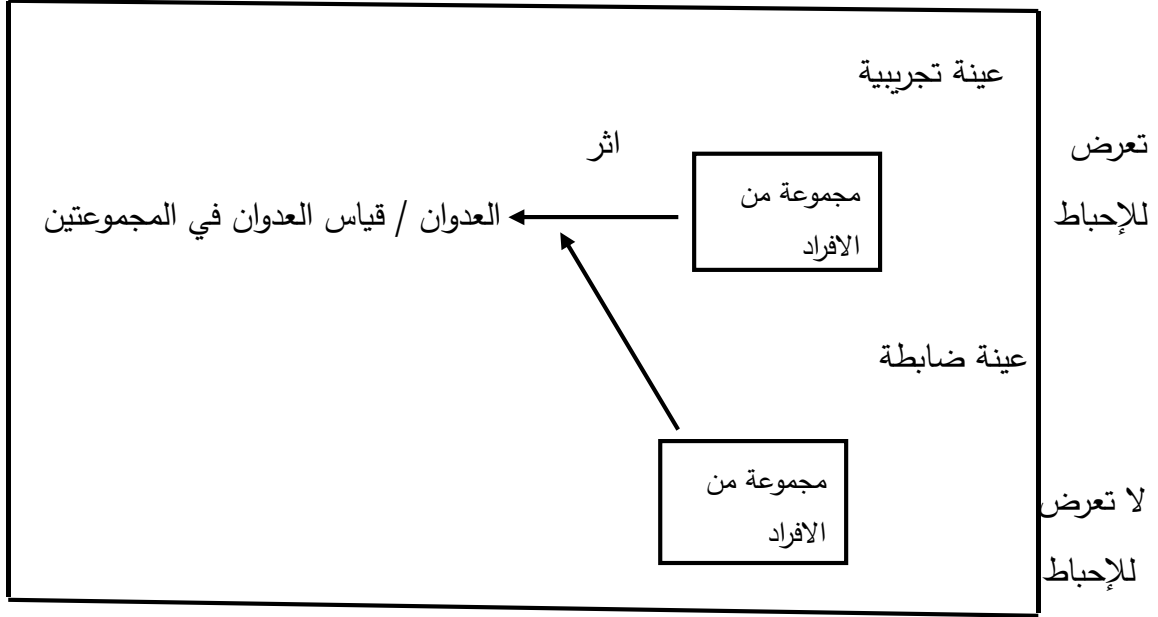 عينة تجريبية
تعرض
للإحباط
مجموعة من
الافراد
اثر
العدوان / قياس العدوان في المجموعتين
عينة ضابطة
لا تعرض
للإحباط
مجموعة من
الافراد